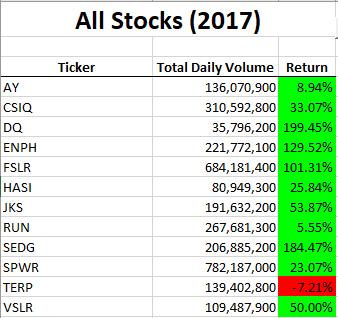 All Stocks (2017)
Ticker Total Daily Volume Return
AY 136,070,900 8.94%
CSIQ 310,592,800 33.07%
DQ 35,796,200 199.45%
ENPH 221,772,100 129.52%
FSLR 684,181,400 101.31%
HASI 80,949,300 25.84%
JKS 191,632,200 53.87%
RUN 267,681,300 5.55%
SEDG 206,885,200 184.47%
SPWR 782,187,000 23.07%
TERP 139,402,800 -7.21%
VSLR 109,487,900 50.00%